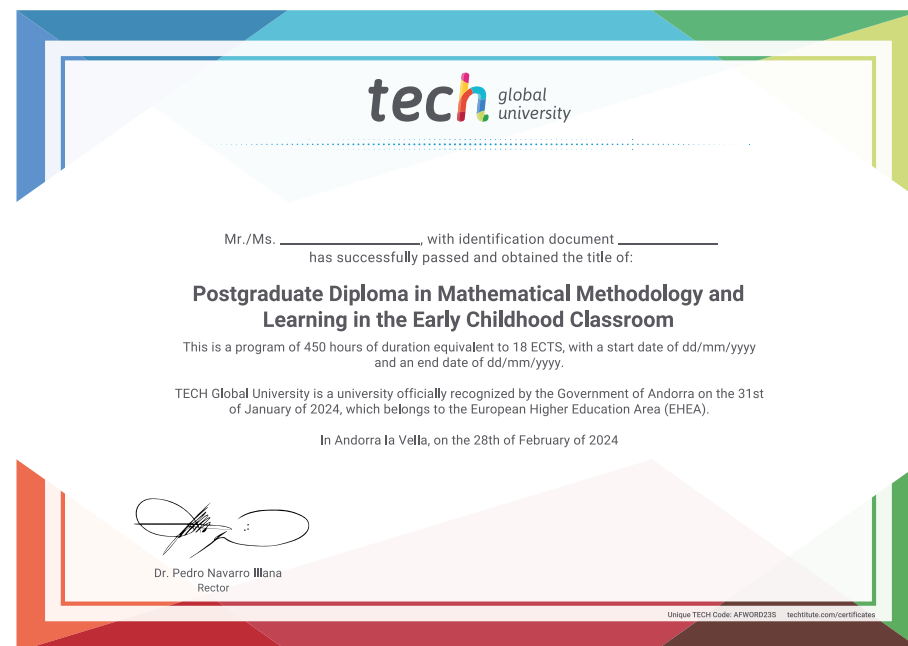 tech global
university
Mr./Ms. ____________, with identification document ____________
has successfully passed and obtained the title of:
Postgraduate Diploma in Mathematical Methodology and
Learning in the Early Childhood Classroom
This is a program of 450 hours of duration equivalent to 18 ECTS, with a start date of dd/mm/yyyy
and an end date of dd/mm/yyyy.
TECH Global University is a university officially recognized by the Government of Andorra on the 31st
of January of 2024, which belongs to the European Higher Education Area (EHEA).
In Andorra la Vella, on the 28th of February of 2024
Dr. Pedro Navarro Illana
Rector
Unique TECH Code: AFWORD23S techtitute.com/certificates